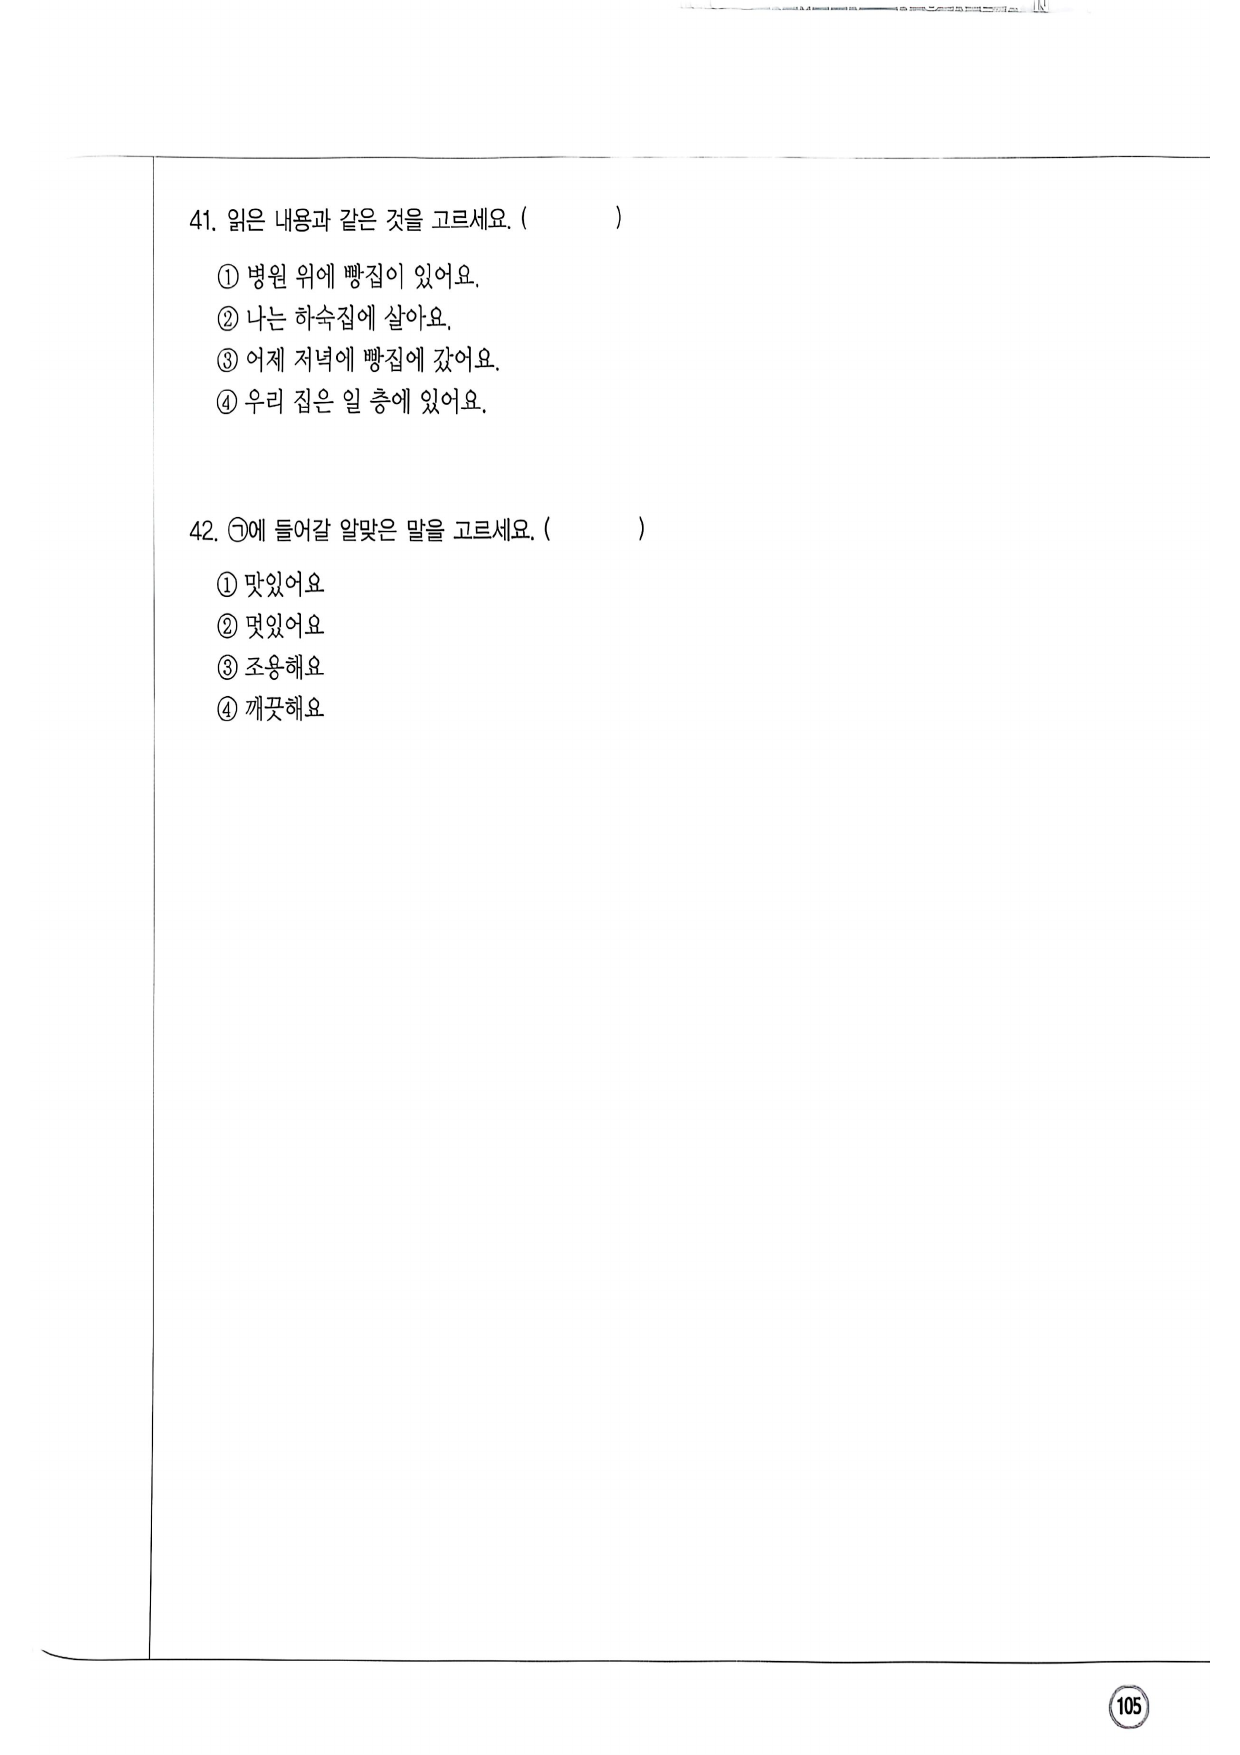 41. 읽은 내용과 같은 것을 고르세요. (            )
① 병원 위에 빵집이 있어요.
② 나는 하숙집에 살아요.
③ 어제 저녁에 빵집에 갔어요.
④ 우리 집은 일 층에 있어요.
42. ㉠에 들어갈 알맞은 말을 고르세요. (            )
① 맛있어요
② 멋있어요
③ 조용해요
④ 깨끗해요
105